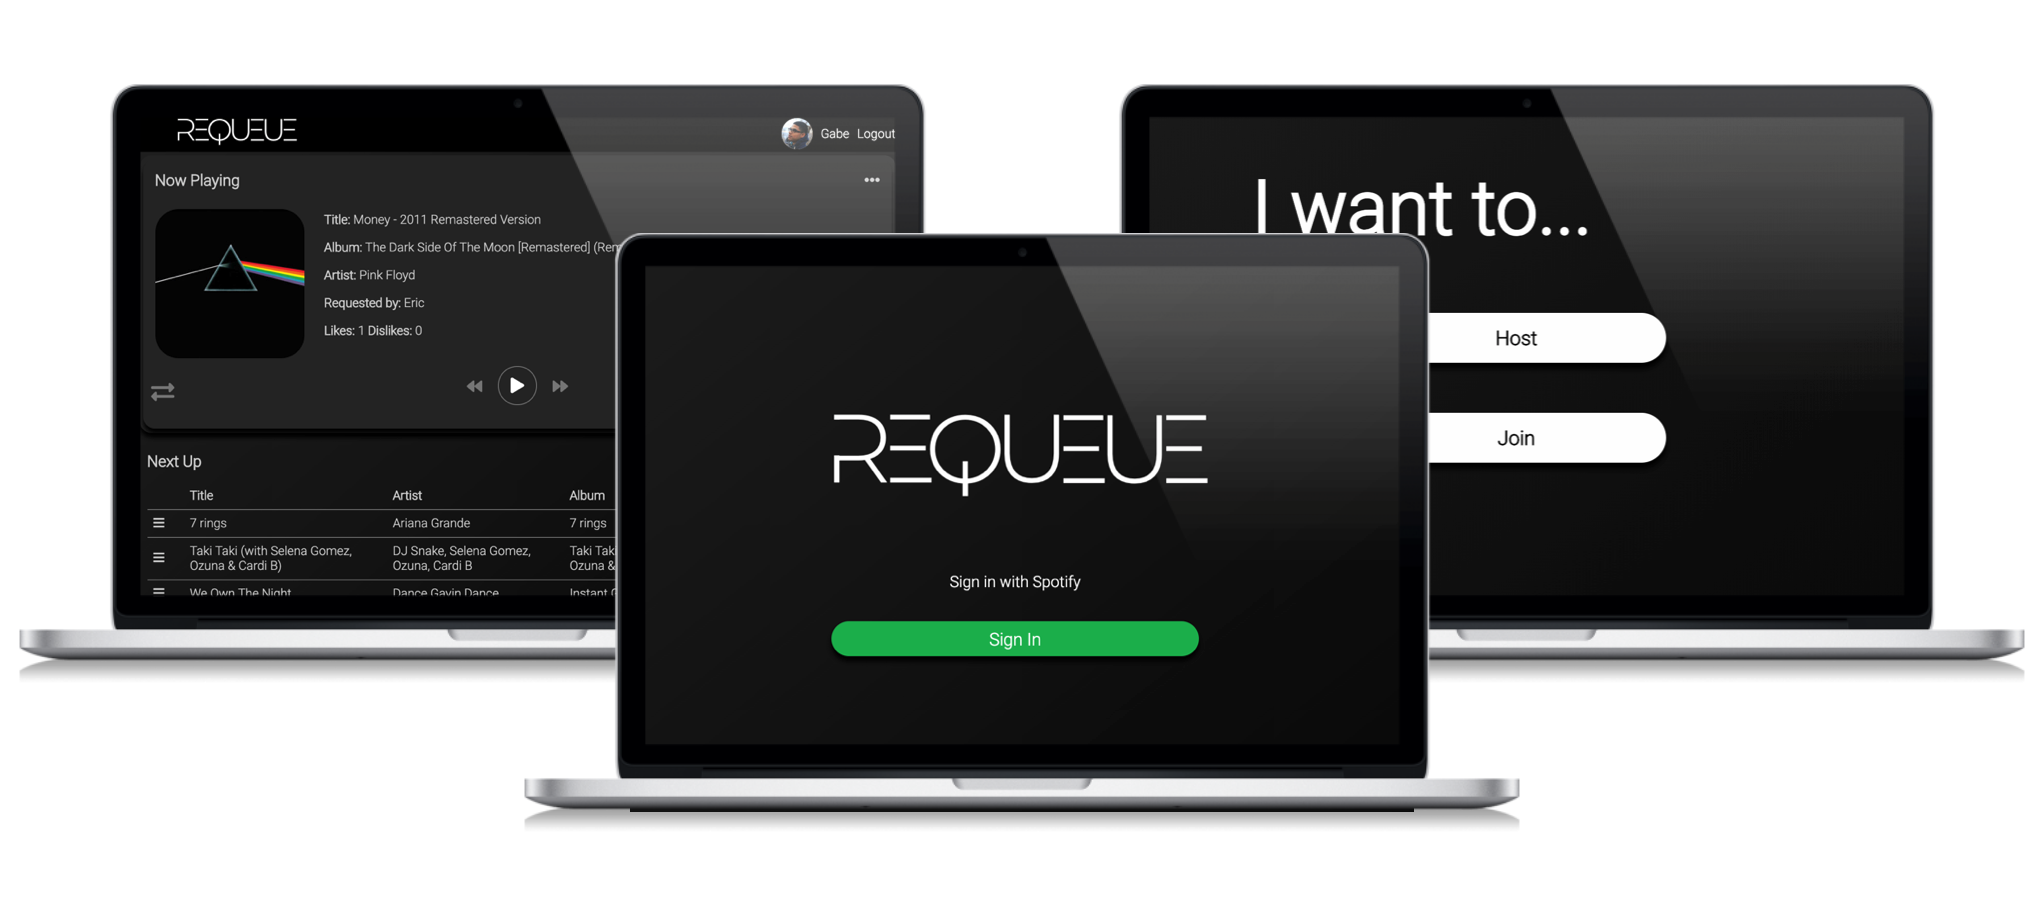 REQUEUE
Gabe Logout
Now Playing
Title: Money - 2011 Remastered Version
Album: The Dark Side Of The Moon [Remastered]
Artist: Pink Floyd
Requested by: Eric
Likes: 1 Dislikes: 0
Next Up
Title Artist Album
7 rings Ariana Grande 7 rings
Taki Taki (with Selena Gomez, DJ Snake, Selena Gomez, Taki
Ozuna & Cardi B) Ozuna, Cardi B Ozuna &
We Own The Night Dance Gavin Dance Instant
REQUEUE
Sign in with Spotify
Sign In
I want to...
Host
Join